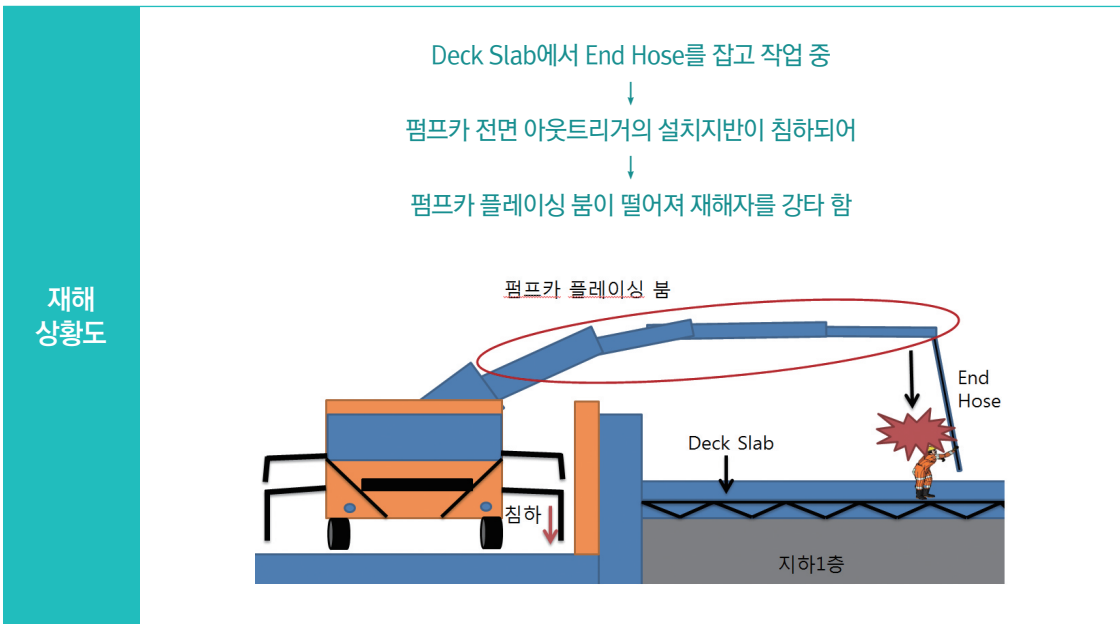 Deck Slab에서 End Hose를 잡고 작업 중
↓
펌프카 전면 아웃트리거의 설치지반이 침하되어
↓
펌프카 플레이싱 붐이 떨어져 재해자를 강타 함
재해
상황도
펌프카 플레이싱 붐
End
Hose
Deck Slab
침하
지하1층